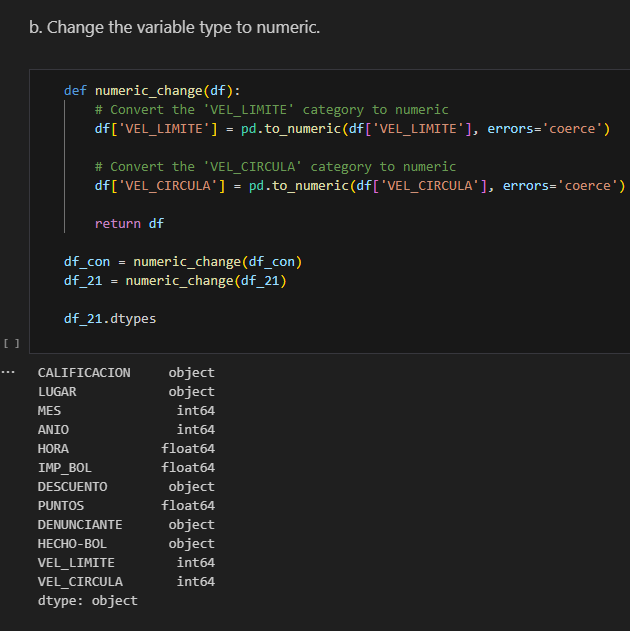 b. Change the variable type to numeric.
def numeric_change(df):
# Convert the 'VEL_LIMITE' category to numeric
df['VEL_LIMITE'] = pd.to_numeric(df['VEL_LIMITE'], errors='coerce')
# Convert the 'VEL_CIRCULA' category to numeric
df['VEL_CIRCULA'] = pd.to_numeric(df['VEL_CIRCULA'], errors='coerce')
return df
df_con = numeric_change(df_con)
df_21 = numeric_change(df_21)
df_21.dtypes
[ ]
... CALIFICACION object
LUGAR object
MES int64
ANIO int64
HORA float64
IMP_BOL float64
DESCUENTO object
PUNTOS float64
DENUNCIANTE object
HECHO-BOL object
VEL_LIMITE int64
VEL_CIRCULA int64
dtype: object